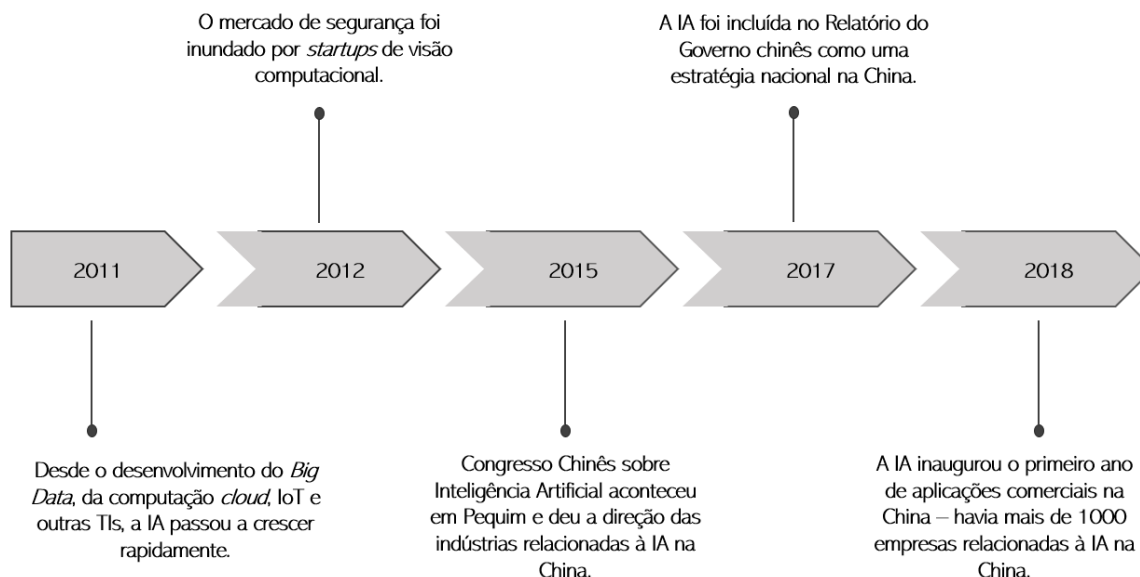 O mercado de segurança foi
inundado por startups de visão
computacional.
A IA foi incluída no Relatório do
Governo chinês como uma
estratégia nacional na China.
2011
2012
2015
2017
2018
Desde o desenvolvimento do Big
Data, da computação cloud, IoT e
outras TIs, a IA passou a crescer
rapidamente.
Congresso Chinês sobre
Inteligência Artificial aconteceu
em Pequim e deu a direção das
indústrias relacionadas à IA na
China.
A IA inaugurou o primeiro ano
de aplicações comerciais na
China – havia mais de 1000
empresas relacionadas à IA na
China.